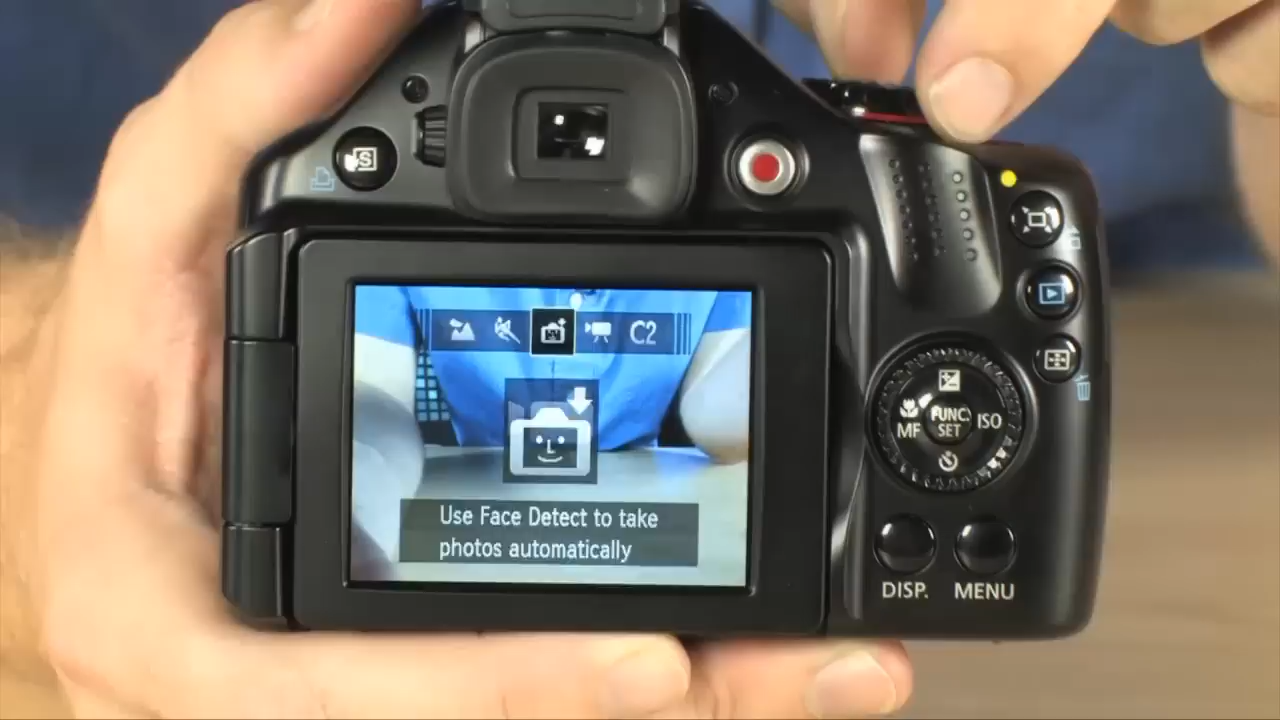 S
C2
Use Face Detect to take
photos automatically
FUNC.
SET
MF
ISO
DISP.
MENU